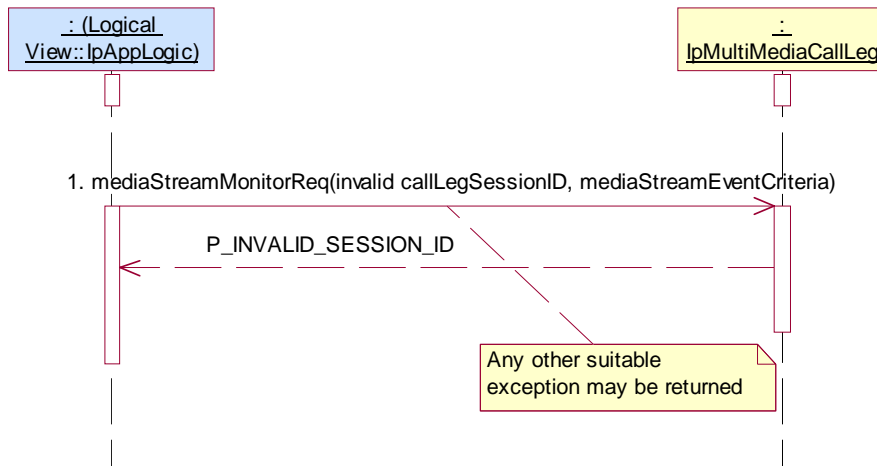 : (Logical
View::IpAppLogic)
:
IpMultiMediaCallLeg
1. mediaStreamMonitorReq(invalid callLegSessionID, mediaStreamEventCriteria)
P_INVALID_SESSION_ID
Any other suitable
exception may be returned